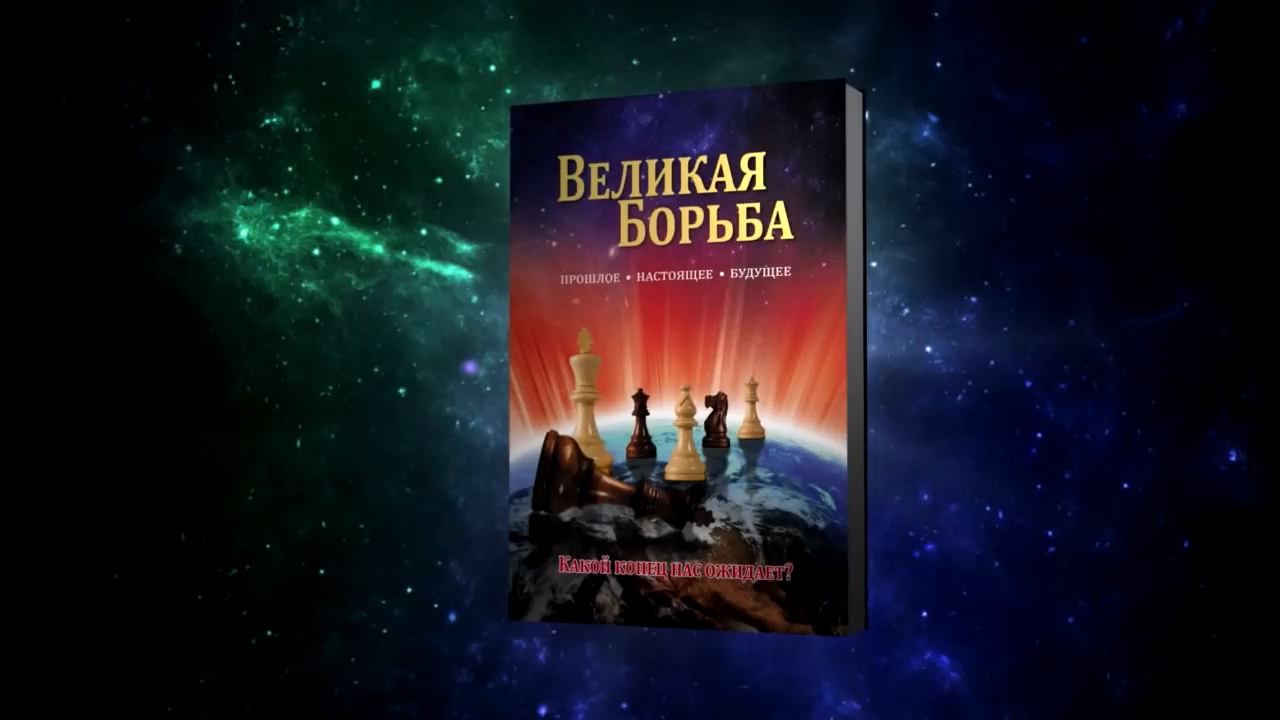 Великая
Борьба
прошлое • настоящее • будущее
Какой конец нас ожидает?